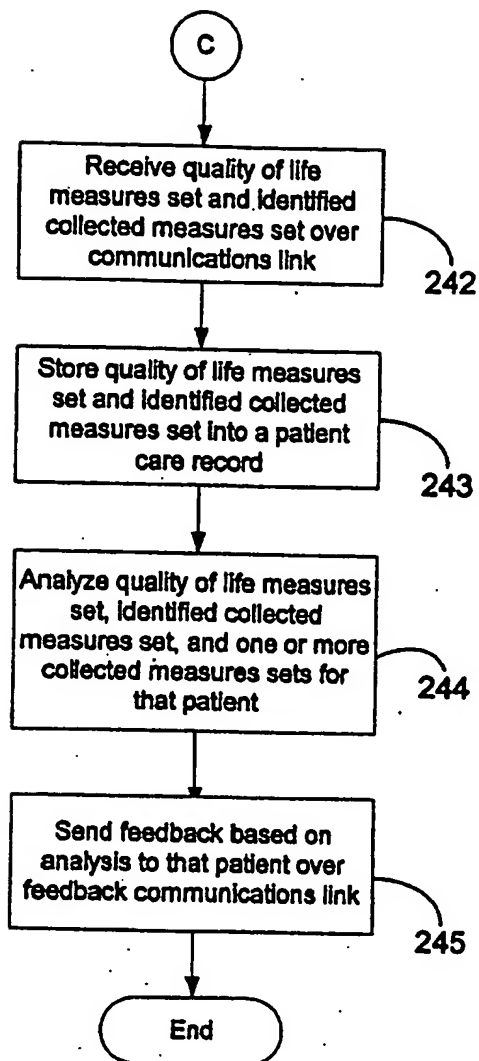 C
Receive quality of life
measures set and identified
collected measures set over
communications link
242
Store quality of life measures
set and identified collected
measures set into a patient
care record
243
Analyze quality of life measures
set, identified collected
measures set, and one or more
collected measures sets for
that patient
244
Send feedback based on
analysis to that patient over
feedback communications link
245
End